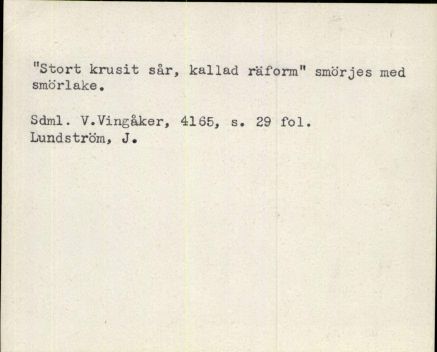 "Stort krusit sår, kallad räform" smörjes med
smörlake.
Sdml. V.Vingåker, 4165, s. 29 fol.
Lundström, J.